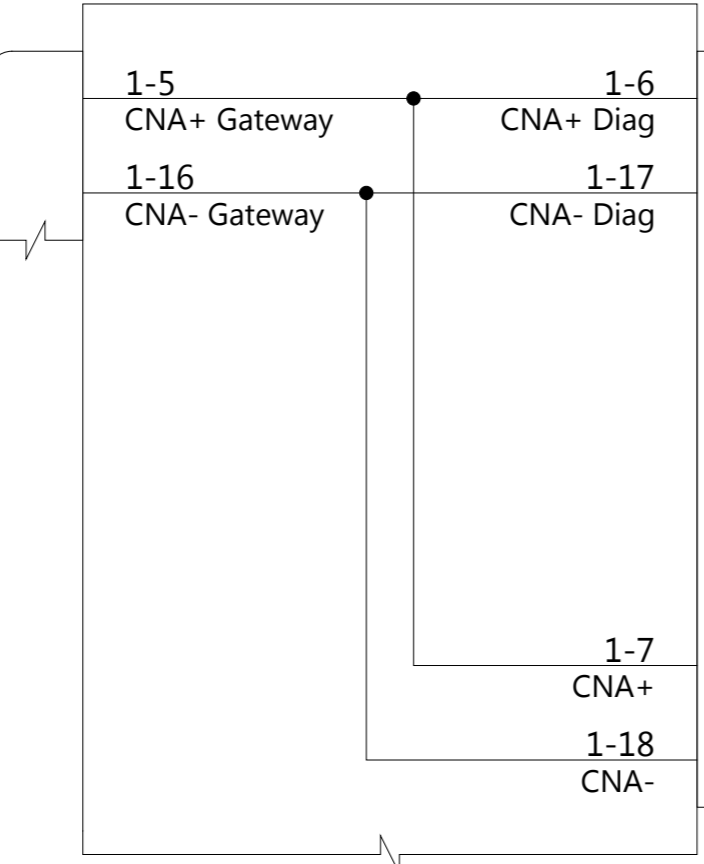 1-5 1-6
CNA+ Gateway CNA+ Diag
1-16 1-17
CNA- Gateway CNA- Diag
1-7
CNA+
1-18
CNA-